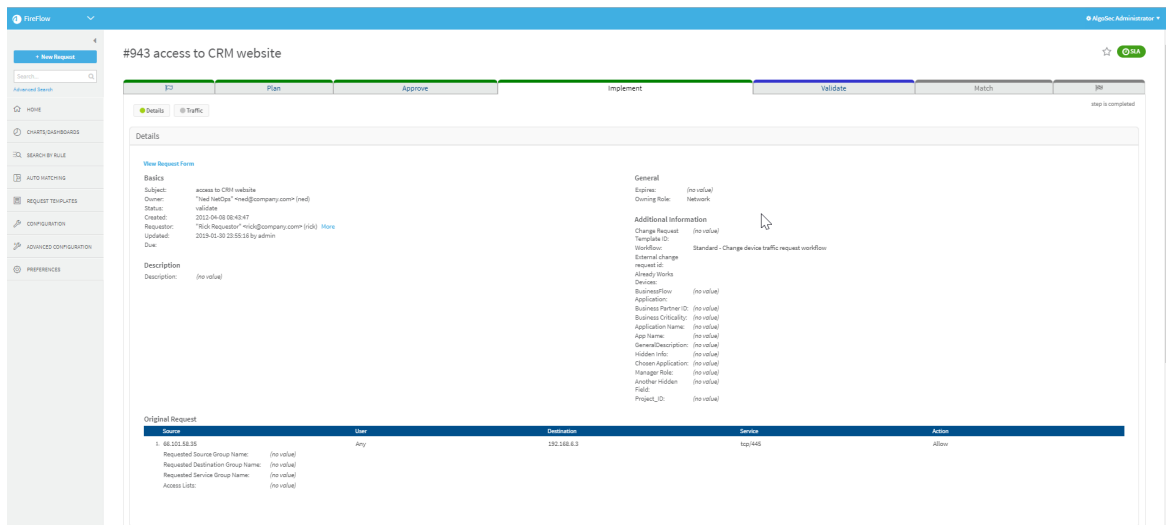 FireFlow
AlgoSec Administrator
+ New Request
Search...
Advanced Search
HOME
CHARTS/DASHBOARDS
SEARCH BY RULE
AUTO MATCHING
REQUEST TEMPLATES
CONFIGURATION
ADVANCED CONFIGURATION
PREFERENCES
#943 access to CRM website
SLA
Plan Approve Implement Validate Match
Details Traffic
step is completed
Details
View Request Form
Basics
Subject: access to CRM website
Owner: "Ned NetOps" <ned@company.com> (ned)
Status: validate
Created: 2012-04-08 08:43:47
Requestor: "Rick Requestor" <rick@company.com> (rick) More
Updated: 2019-01-30 23:55:16 by admin
Due:
Description
Description: (no value)
General
Expires: (no value)
Owning Role: Network
Additional Information
Change Request (no value)
Template ID:
Workflow: Standard - Change device traffic request workflow
External change
request id:
Already Works
Devices:
BusinessFlow (no value)
Application:
Business Partner ID: (no value)
Business Criticality: (no value)
Application Name: (no value)
App Name: (no value)
GeneralDescription: (no value)
Hidden Info: (no value)
Chosen Application: (no value)
Manager Role: (no value)
Another Hidden (no value)
Field:
Project_ID: (no value)
Original Request
Source User Destination Service Action
1. 66.101.58.35 Any 192.168.6.3 tcp/445 Allow
Requested Source Group Name: (no value)
Requested Destination Group Name: (no value)
Requested Service Group Name: (no value)
Access Lists: (no value)